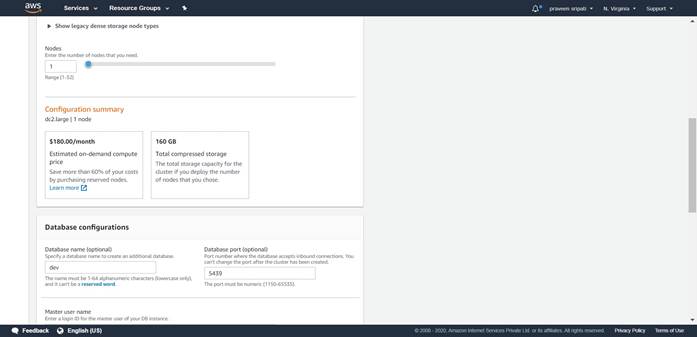 aws Services Resource Groups praveen sripati N. Virginia Support
Show legacy dense storage node types
Nodes
Enter the number of nodes that you need.
1
Range (1-32)
Configuration summary
dc2.large | 1 node
$180.00/month
Estimated on-demand compute
price
Save more than 60% of your costs
by purchasing reserved nodes.
Learn more
160 GB
Total compressed storage
The total storage capacity for the
cluster if you deploy the number
of nodes that you chose.
Database configurations
Database name (optional)
Specify a database name to create an additional database.
dev
The name must be 1-64 alphanumeric characters (lowercase only),
and it can't be a reserved word.
Database port (optional)
Port number where the database accepts inbound connections. You
can't change the port after the cluster has been created.
5439
The port must be numeric (1150-65535).
Master user name
Enter a login ID for the master user of your DB instance.
Feedback English (US) © 2008 - 2020, Amazon Internet Services Private Ltd. or its affiliates. All rights reserved. Privacy Policy Terms of Use